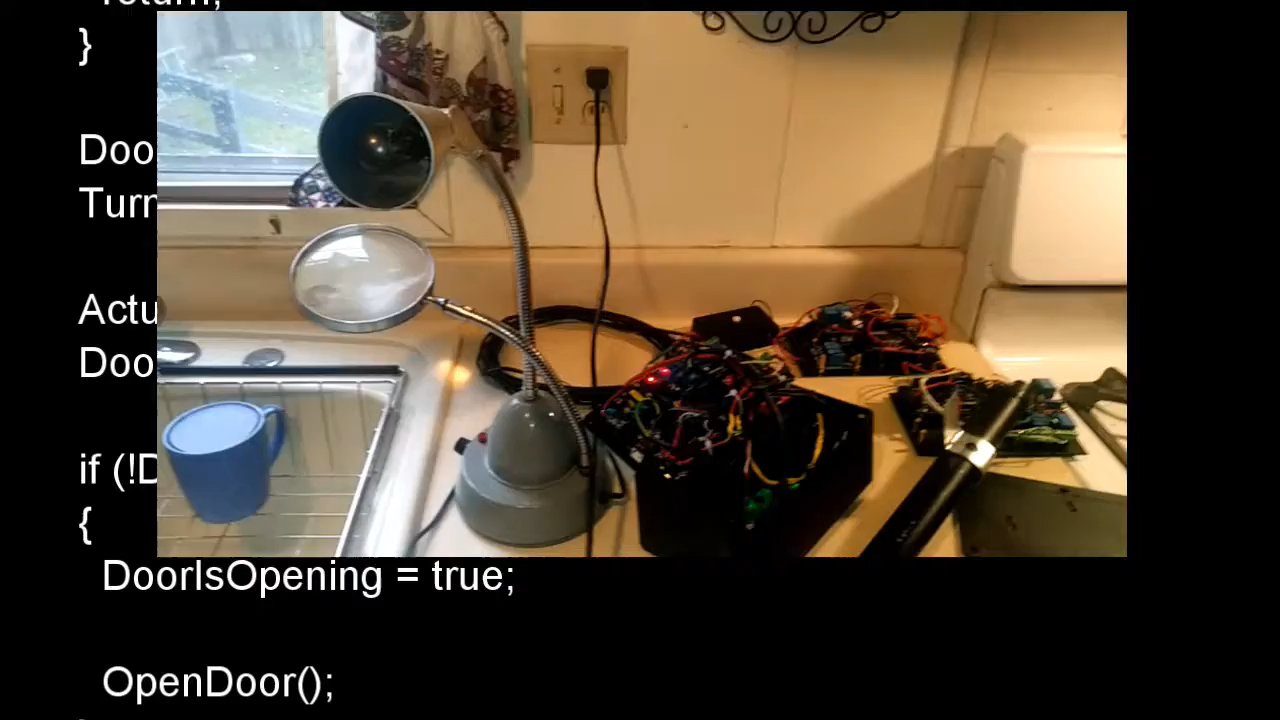 }
Doo
Turn
Actu
Doo
if (!D
{
DoorIsOpening = true;
OpenDoor();